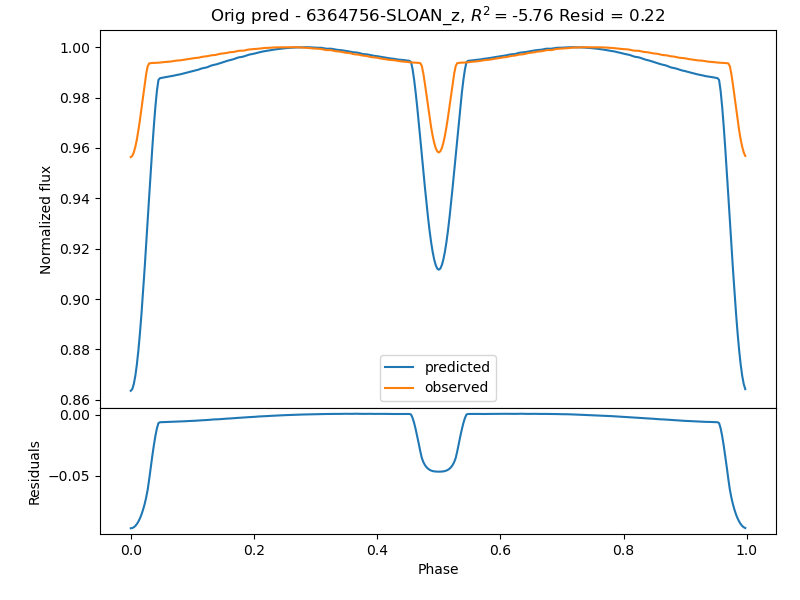 Orig pred - 6364756-SLOAN_z, R² = -5.76 Resid = 0.22
1.00
0.98
0.96
0.94
0.92
0.90
0.88
0.86
Normalized flux
predicted
observed
0.00
−0.05
Residuals
0.0 0.2 0.4 0.6 0.8 1.0
Phase